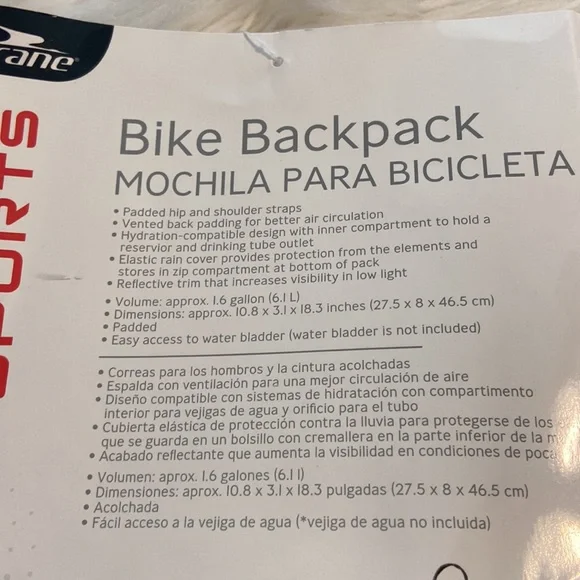 rane®
SPORTS
Bike Backpack
MOCHILA PARA BICICLETA
• Padded hip and shoulder straps
• Vented back padding for better air circulation
• Hydration-compatible design with inner compartment to hold a
reservior and drinking tube outlet
• Elastic rain cover provides protection from the elements and
stores in zip compartment at bottom of pack
• Reflective trim that increases visibility in low light
• Volume: approx. 1.6 gallon (6.1 L)
• Dimensions: approx. 10.8 x 3.1 x 18.3 inches (27.5 x 8 x 46.5 cm)
• Padded
• Easy access to water bladder (water bladder is not included)
• Correas para los hombros y la cintura acolchadas
• Espalda con ventilación para una mejor circulación de aire
• Diseño compatible con sistemas de hidratación con compartimento
interior para vejigas de agua y orificio para el tubo
• Cubierta elástica de protección contra la lluvia para protegerse de los
que se guarda en un bolsillo con cremallera en la parte inferior de la m
• Acabado reflectante que aumenta la visibilidad en condiciones de poca
• Volumen: aprox. 1.6 galones (6.1 l)
• Dimensiones: aprox. 10.8 x 3.1 x 18.3 pulgadas (27.5 x 8 x 46.5 cm)
• Acolchada
• Fácil acceso a la vejiga de agua (*vejiga de agua no incluida)